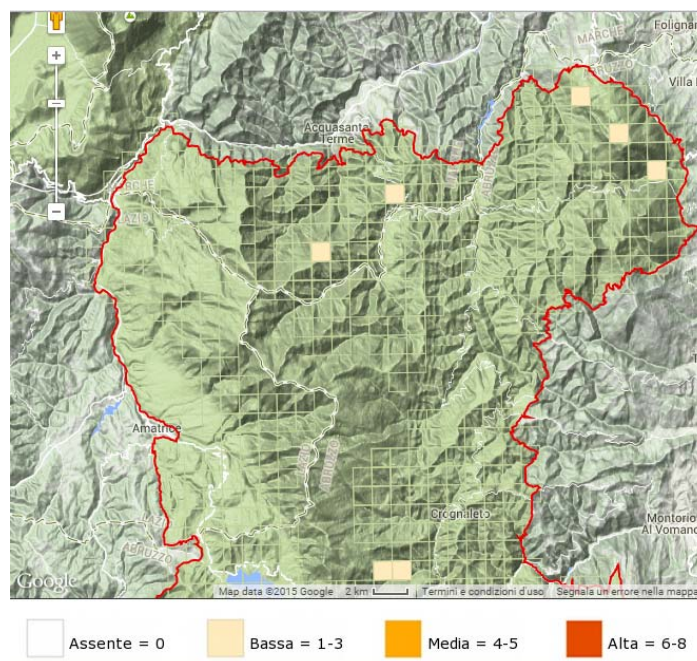 Folignan
MARCHE
ABRUZZO
Villa
Acquasanta
Terme
MARCHE
LAZIO
Amatrice
LAZIO
ABRUZZO
Crognaleto
Montorio
Al Vomano
Google
Map data ©2015 Google
2 km
Termini e condizioni d'uso
Segnala un errore nella mappa
Assente = 0
Bassa = 1-3
Media = 4-5
Alta = 6-8